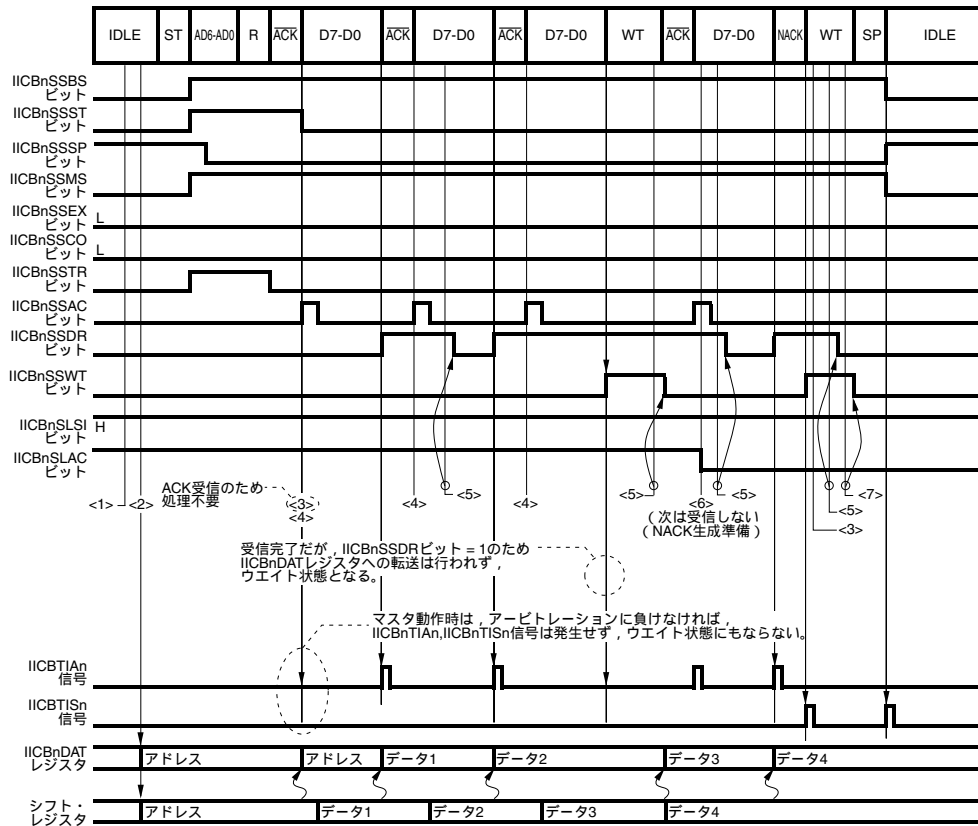 IDLE ST AD6-AD0 R ACK D7-D0 ACK D7-D0 ACK D7-D0 WT ACK D7-D0 NACK WT SP IDLE
IICBnSSBS
ビット
IICBnSSST
ビット
IICBnSSSP
ビット
IICBnSSMS
ビット
IICBnSSEX
ビット
L
IICBnSSCO
ビット
L
IICBnSSTR
ビット
IICBnSSAC
ビット
IICBnSSDR
ビット
IICBnSSWT
ビット
IICBnSLSI
ビット
H
IICBnSLAC
ビット
<1> <2>
ACK受信のため
処理不要
<3>
<4>
<4> <5> <4> <5> <6> <5> <7>
<5>
<3>
(次は受信しない
(NACK生成準備)
受信完了だが,IICBnSSDRビット=1のため
IICBnDATレジスタへの転送は行われず,
ウエイト状態となる。
マスタ動作時は,アービトレーションに負けなければ,
IICBnTIAn,IICBnTISn信号は発生せず,ウエイト状態にもならない。
IICBTIAn
信号
IICBTISn
信号
IICBnDAT
レジスタ
アドレス アドレス データ1 データ2 データ3 データ4
シフト・
レジスタ
アドレス データ1 データ2 データ3 データ4